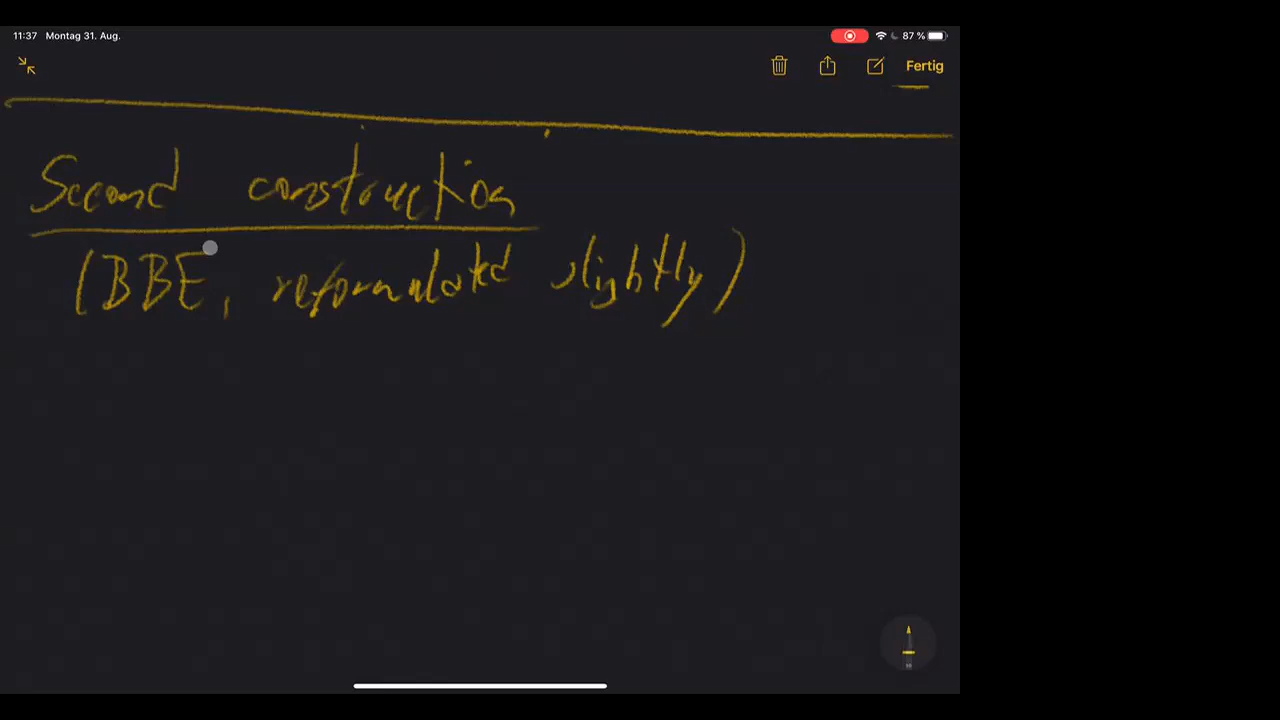 11:37 Montag 31. Aug. 87 %
Fertig
Second construction
(BBE, reformulated slightly)